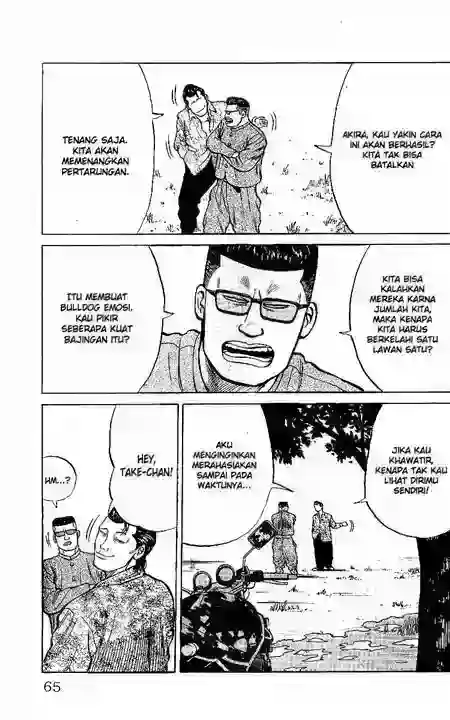 AKIRA, KAU YAKIN CARA
INI AKAN BERHASIL?
KITA TAK BISA
BATALKAN
TENANG SAJA.
KITA AKAN
MEMENANGKAN
PERTARUNGAN.
KITA BISA
KALAHKAN
MEREKA KARNA
JUMLAH KITA,
MAKA KENAPA
KITA HARUS
BERKELAHI SATU
LAWAN SATU?
ITU MEMBUAT
BULLDOG EMOSI,
KAU PIKIR
SEBERAPA KUAT
BAJINGAN ITU?
JIKA KAU
KHAWATIR,
KENAPA TAK KAU
LIHAT DIRIMU
SENDIRI!
AKU
MENGINGINKAN
MERAHASIAKAN
SAMPAI PADA
WAKTUNYA...
HEY,
TAKE-CHAN!
HM...?
65